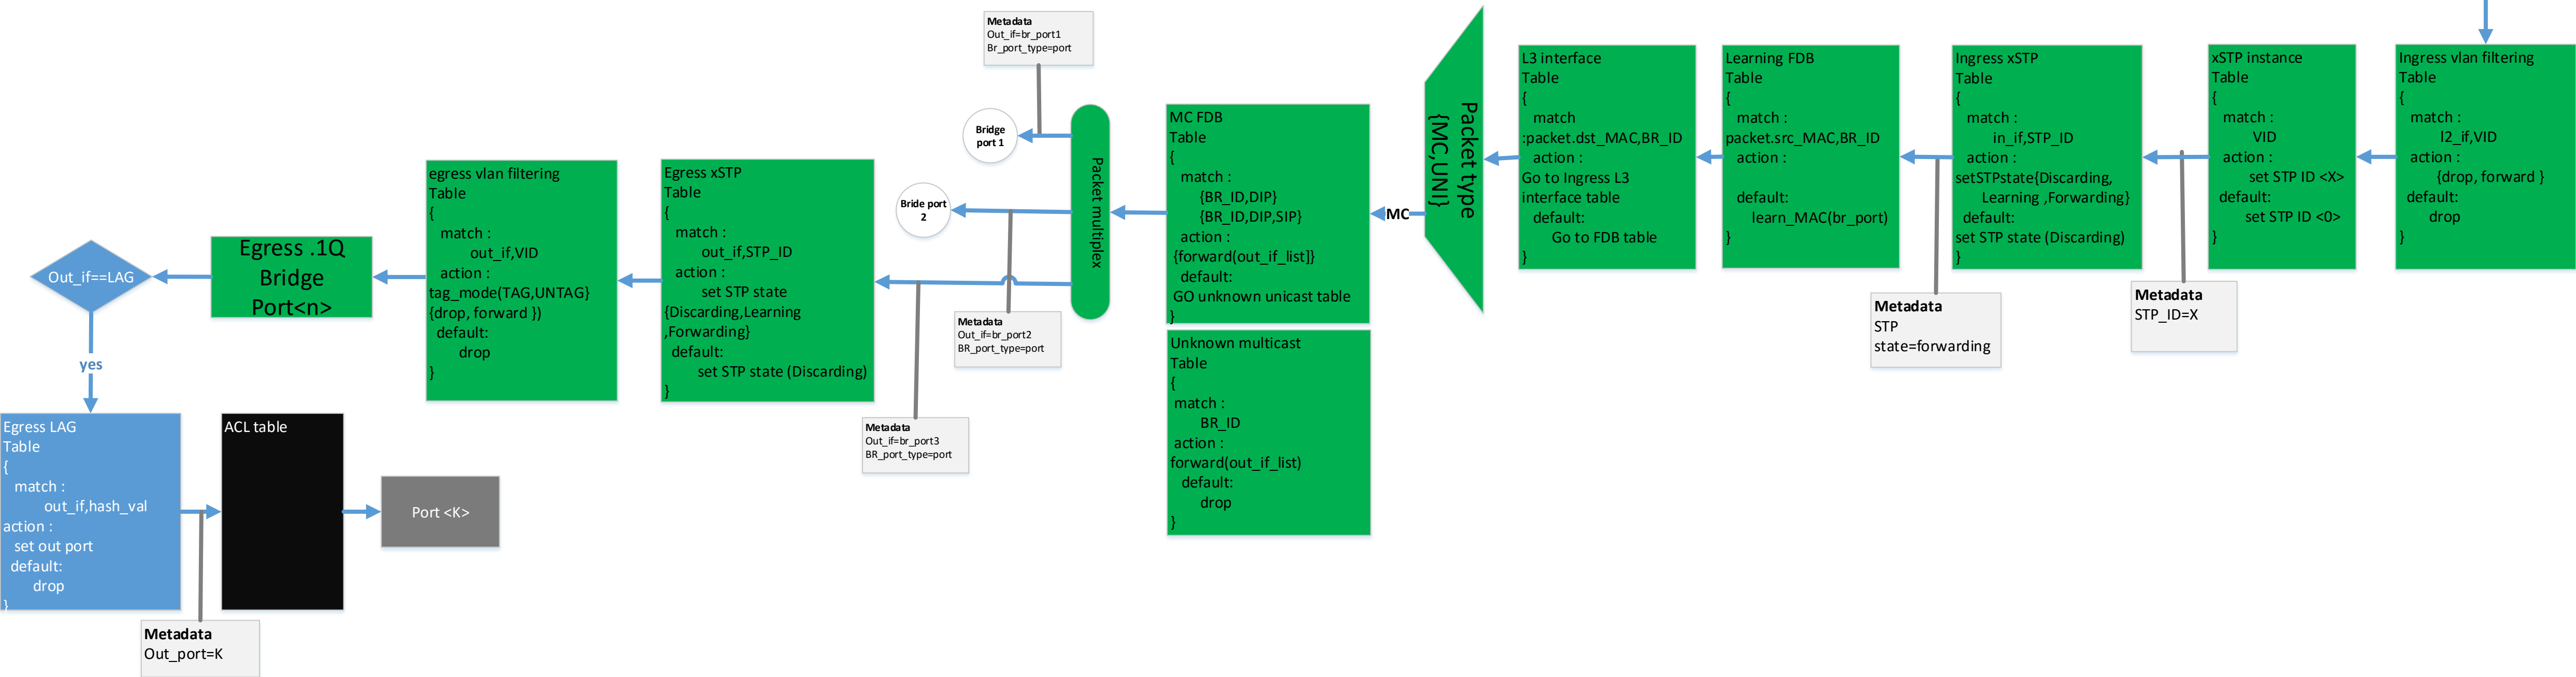 Metadata
Out_if=br_port1
Br_port_type=port
Bridge
port 1
Bride port
2
Packet multiplex
Metadata
Out_if=br_port2
BR_port_type=port
Metadata
Out_if=br_port3
BR_port_type=port
MC FDB
Table
{
match :
{BR_ID,DIP}
{BR_ID,DIP,SIP}
action :
{forward(out_if_list]}
default:
GO unknown unicast table
}
Unknown multicast
Table
{
match :
BR_ID
action :
forward(out_if_list)
default:
drop
}
MC
Packet type
{MC,UNI}
L3 interface
Table
{
match
:packet.dst_MAC,BR_ID
action :
Go to Ingress L3
interface table
default:
Go to FDB table
}
Learning FDB
Table
{
match :
packet.src_MAC,BR_ID
action :
default:
learn_MAC(br_port)
}
Ingress xSTP
Table
{
match :
in_if,STP_ID
action :
setSTPstate{Discarding,
Learning ,Forwarding}
default:
set STP state (Discarding)
}
Metadata
STP
state=forwarding
xSTP instance
Table
{
match :
VID
action :
set STP ID <X>
default:
set STP ID <0>
}
Metadata
STP_ID=X
Ingress vlan filtering
Table
{
match :
l2_if,VID
action :
{drop, forward }
default:
drop
}
Egress xSTP
Table
{
match :
out_if,STP_ID
action :
set STP state
{Discarding,Learning
,Forwarding}
default:
set STP state (Discarding)
}
egress vlan filtering
Table
{
match :
out_if,VID
action :
tag_mode(TAG,UNTAG}
{drop, forward })
default:
drop
}
Egress .1Q
Bridge
Port<n>
Out_if==LAG
yes
Egress LAG
Table
{
match :
out_if,hash_val
action :
set out port
default:
drop
}
Metadata
Out_port=K
ACL table
Port <K>